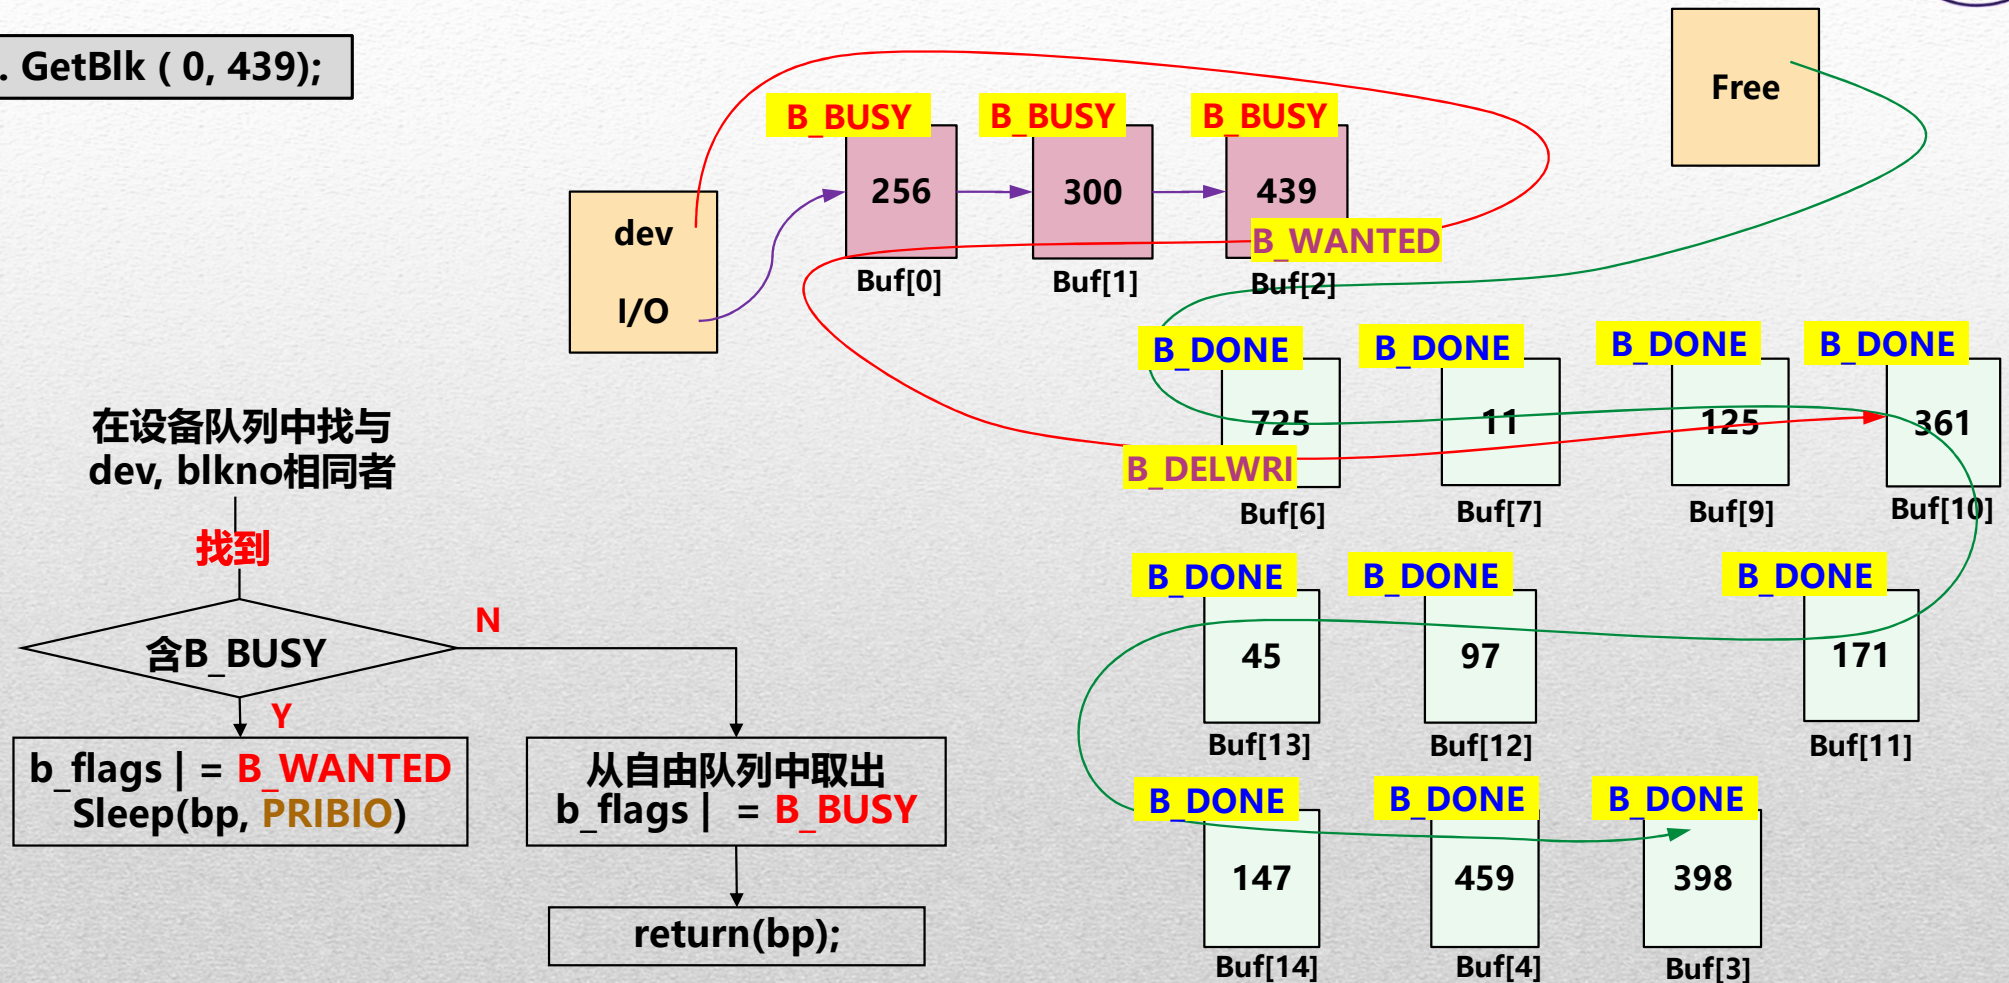 . GetBlk ( 0, 439);
Free
B_BUSY
B_BUSY
B_BUSY
256
300
439
dev
I/O
B_WANTED
Buf[0]
Buf[1]
Buf[2]
B_DONE
B_DONE
B_DONE
B_DONE
725
11
125
361
B_DELWRI
Buf[6]
Buf[7]
Buf[9]
Buf[10]
在设备队列中找与
dev, blkno相同者
找到
含B_BUSY
N
Y
b_flags | = B_WANTED
Sleep(bp, PRIBIO)
从自由队列中取出
b_flags |  = B_BUSY
return(bp);
B_DONE
B_DONE
B_DONE
45
97
171
Buf[13]
Buf[12]
Buf[11]
B_DONE
B_DONE
B_DONE
147
459
398
Buf[14]
Buf[4]
Buf[3]